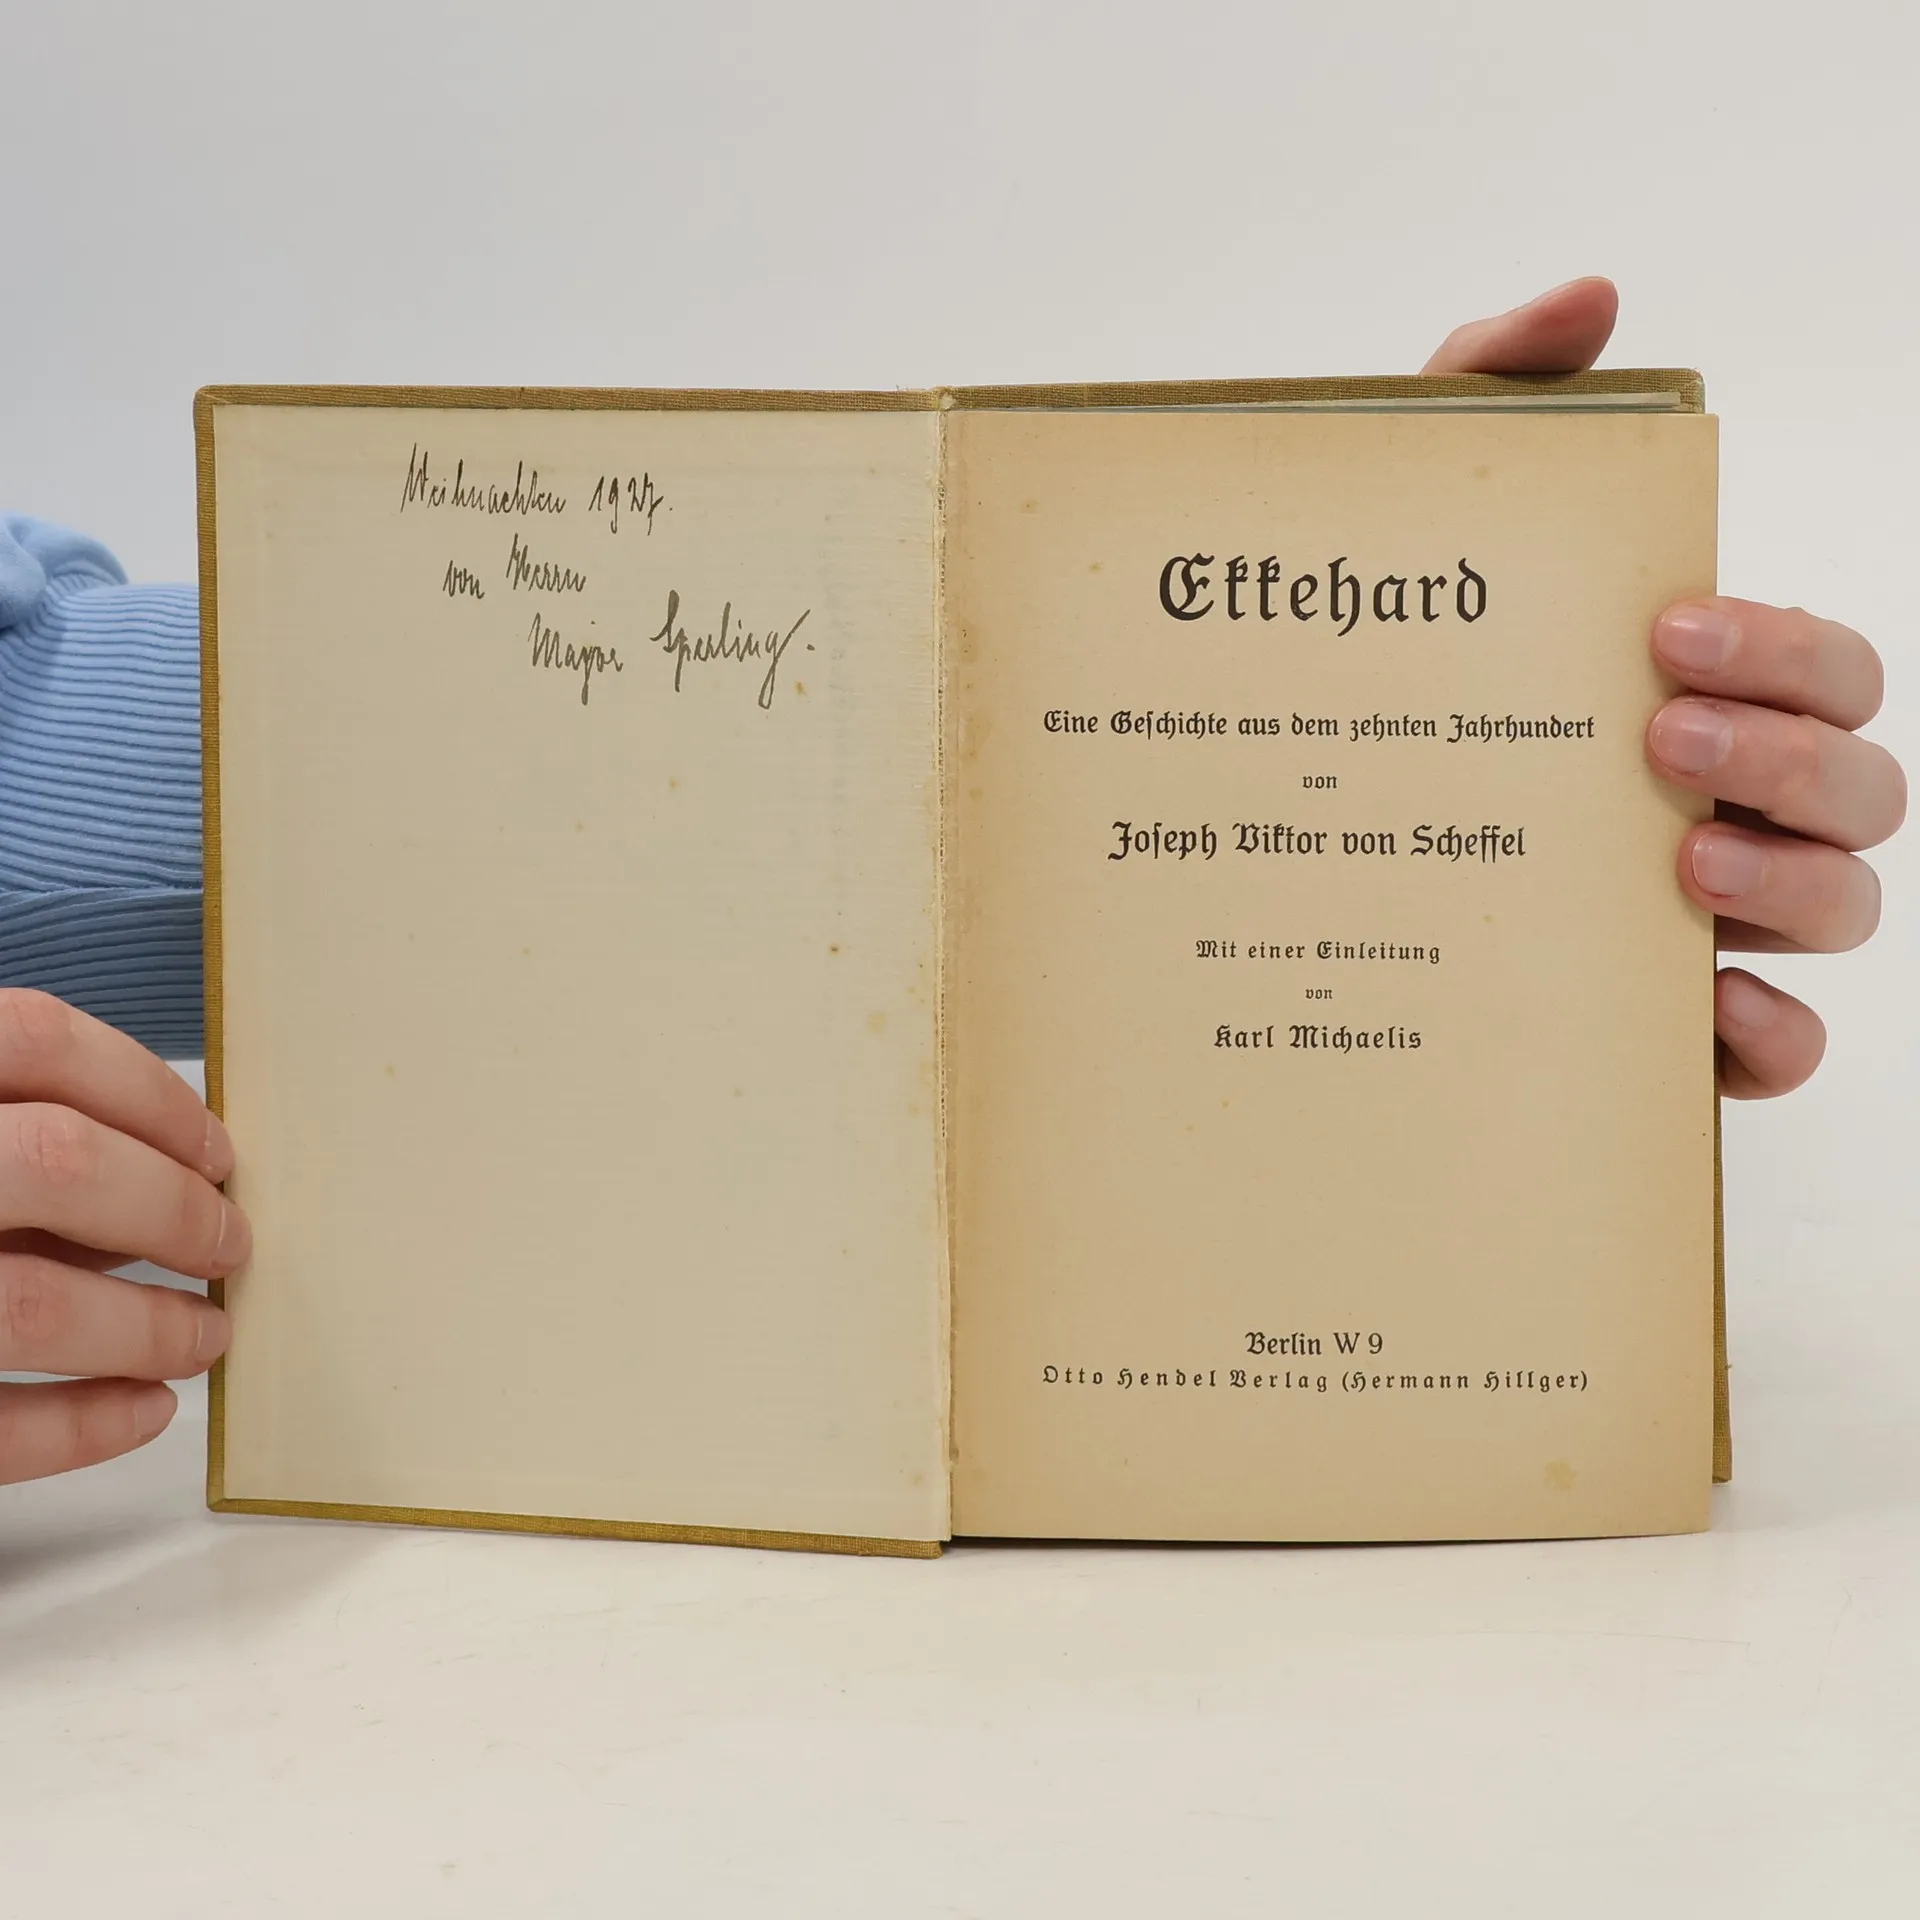 Weihnachten 1927.
von Herrn
Major Sperling.
Ekkehard
Eine Geschichte aus dem zehnten Jahrhundert
von
Joseph Viktor von Scheffel
Mit einer Einleitung
von
Karl Michaelis
Berlin W 9
Otto Hendel Verlag (Hermann Hillger)